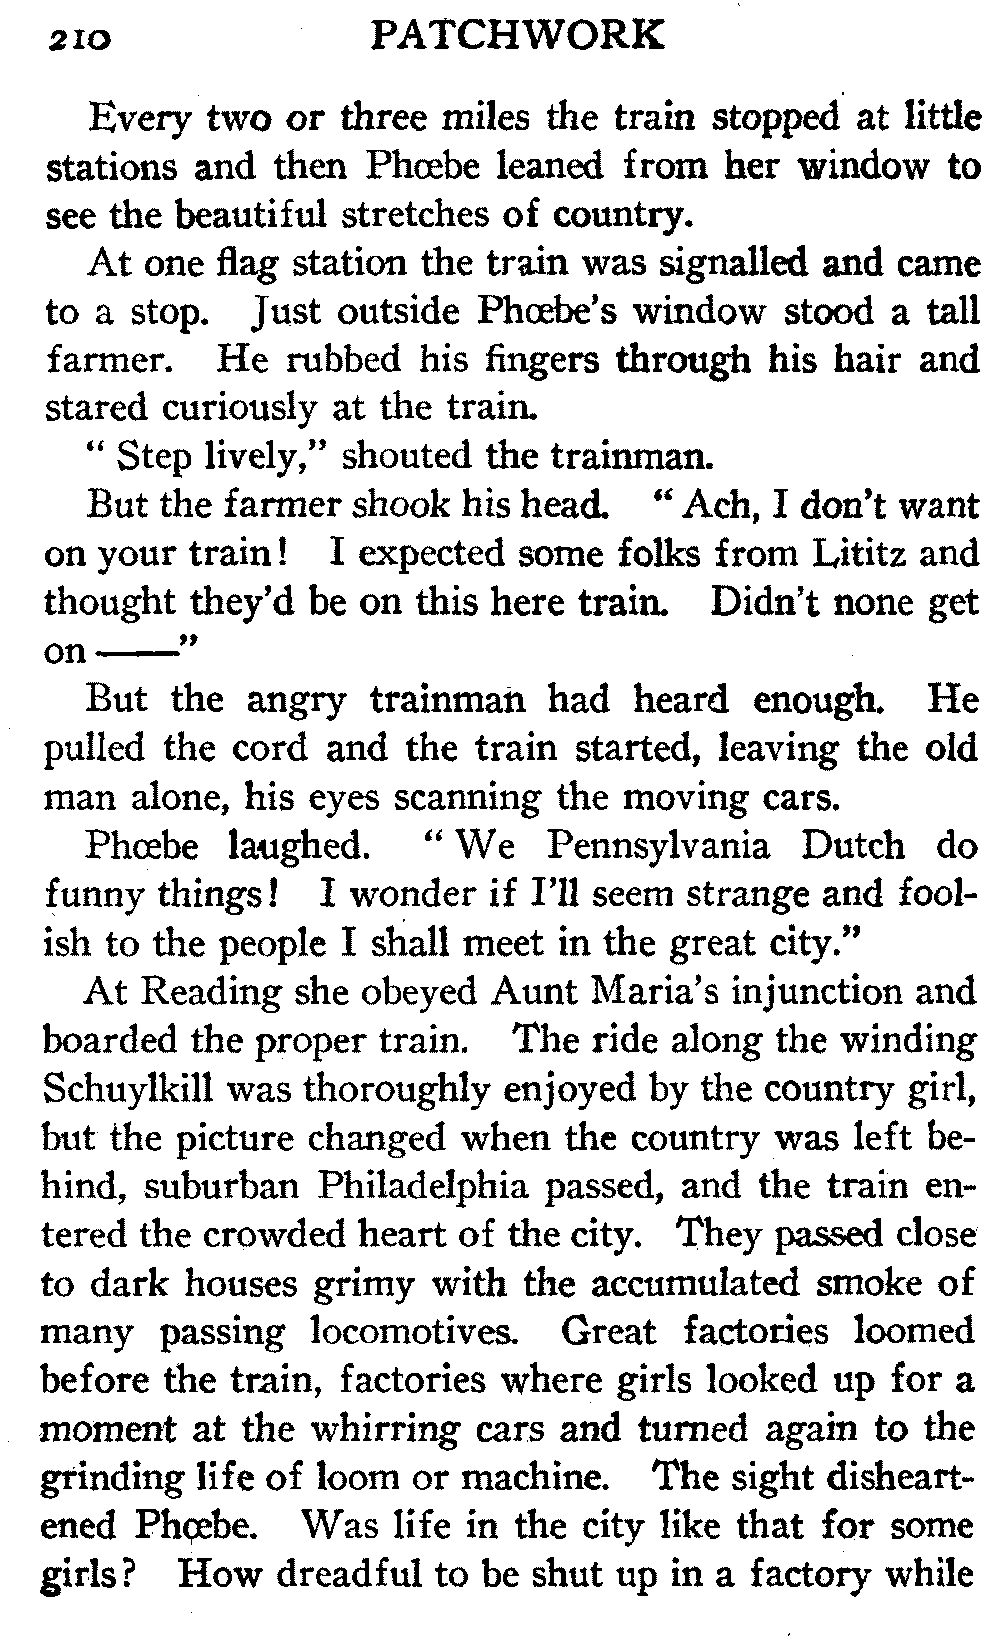 210 PATCHWORK
Every two or three miles the train stopped at little
stations and then Phœbe leaned from her window to
see the beautiful stretches of country.
At one flag station the train was signalled and came
to a stop. Just outside Phœbe's window stood a tall
farmer. He rubbed his fingers through his hair and
stared curiously at the train.
" Step lively," shouted the trainman.
But the farmer shook his head. " Ach, I don't want
on your train! I expected some folks from Lititz and
thought they'd be on this here train. Didn't none get
on ——"
But the angry trainman had heard enough. He
pulled the cord and the train started, leaving the old
man alone, his eyes scanning the moving cars.
Phœbe laughed. " We Pennsylvania Dutch do
funny things! I wonder if I'll seem strange and fool-
ish to the people I shall meet in the great city."
At Reading she obeyed Aunt Maria's injunction and
boarded the proper train. The ride along the winding
Schuylkill was thoroughly enjoyed by the country girl,
but the picture changed when the country was left be-
hind, suburban Philadelphia passed, and the train en-
tered the crowded heart of the city. They passed close
to dark houses grimy with the accumulated smoke of
many passing locomotives. Great factories loomed
before the train, factories where girls looked up for a
moment at the whirring cars and turned again to the
grinding life of loom or machine. The sight disheart-
ened Phœbe. Was life in the city like that for some
girls? How dreadful to be shut up in a factory while